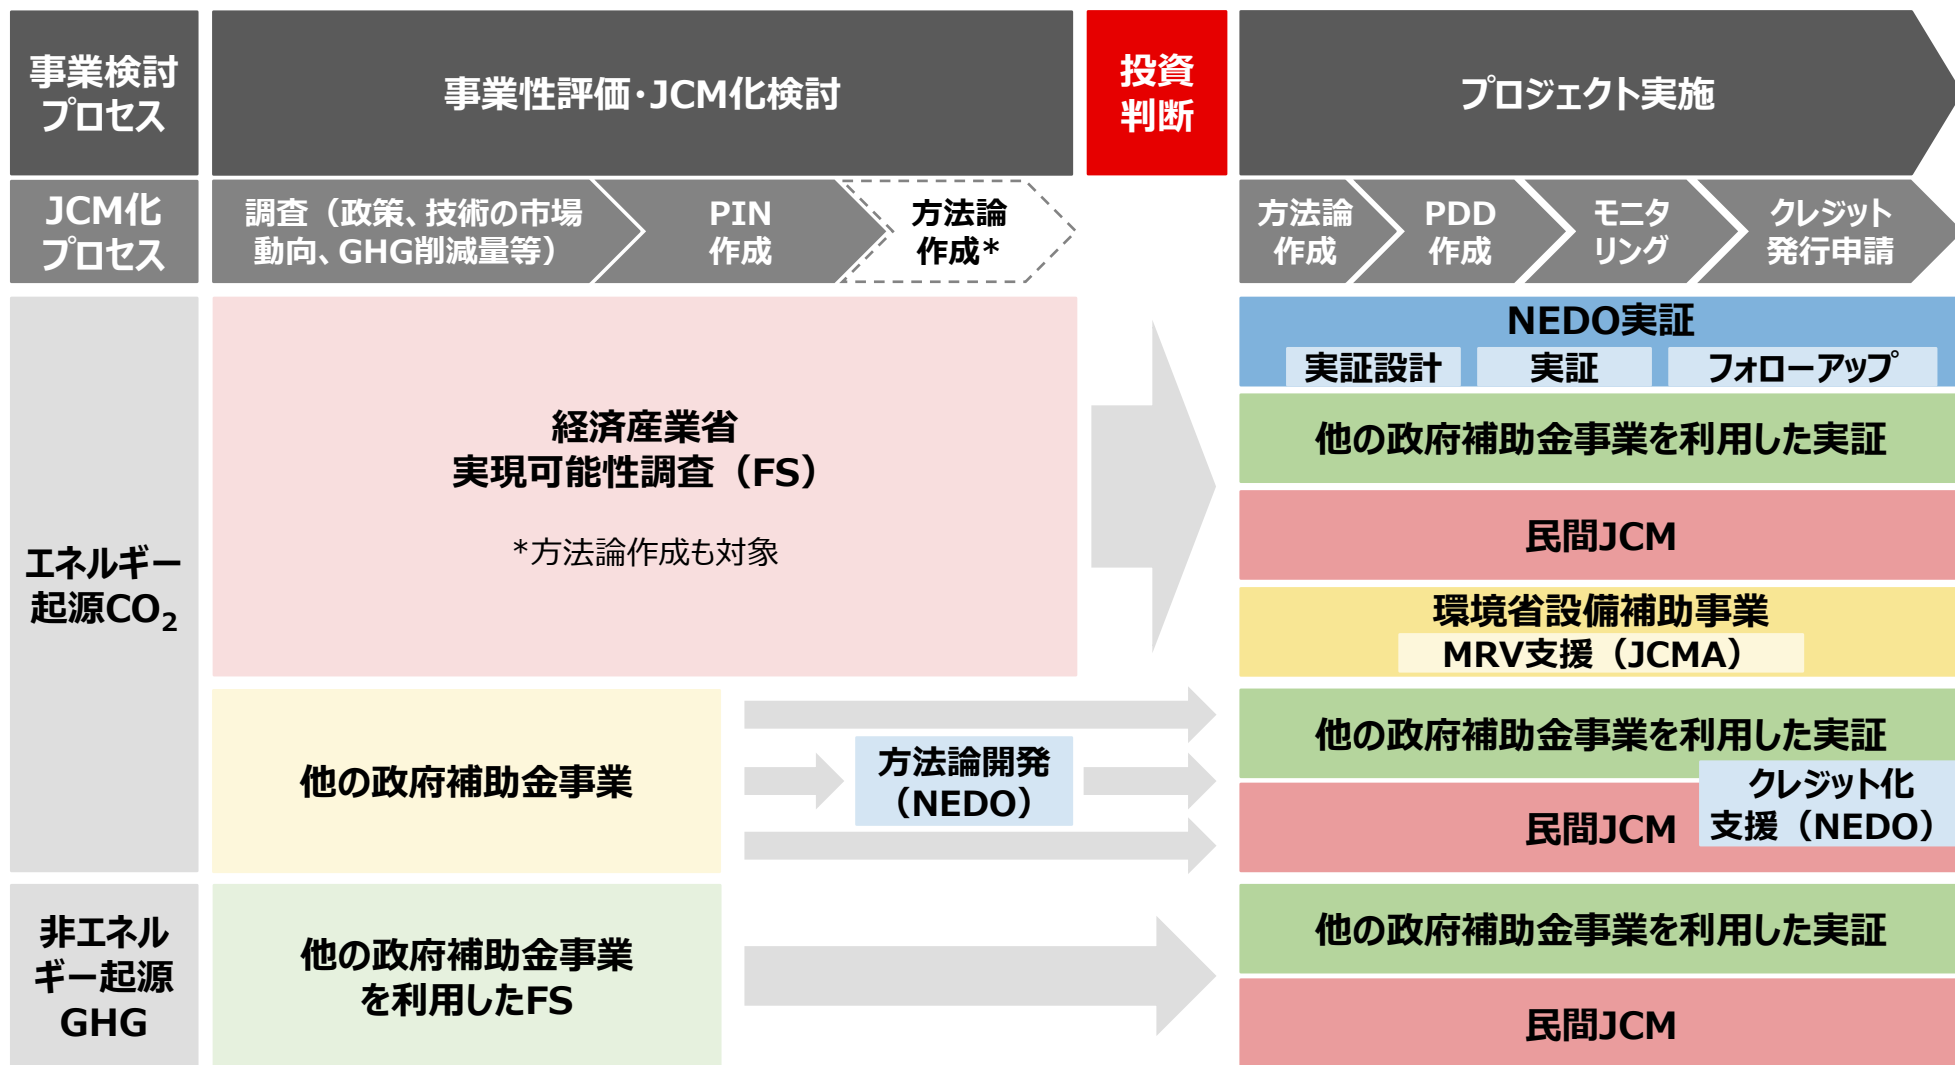 事業検討
プロセス
事業性評価・JCM化検討
投資
判断
プロジェクト実施
JCM化
プロセス
調査（政策、技術の市場
動向、GHG削減量等）
PIN
作成
方法論
作成*
方法論
作成
PDD
作成
モニタ
リング
クレジット
発行申請
エネルギー
起源CO₂
経済産業省
実現可能性調査（FS）
*方法論作成も対象
NEDO実証
実証設計
実証
フォローアップ
他の政府補助金事業を利用した実証
民間JCM
環境省設備補助事業
MRV支援（JCMA）
他の政府補助金事業
方法論開発
（NEDO）
他の政府補助金事業を利用した実証
クレジット化
支援（NEDO）
民間JCM
非エネル
ギー起源
GHG
他の政府補助金事業
を利用したFS
他の政府補助金事業を利用した実証
民間JCM